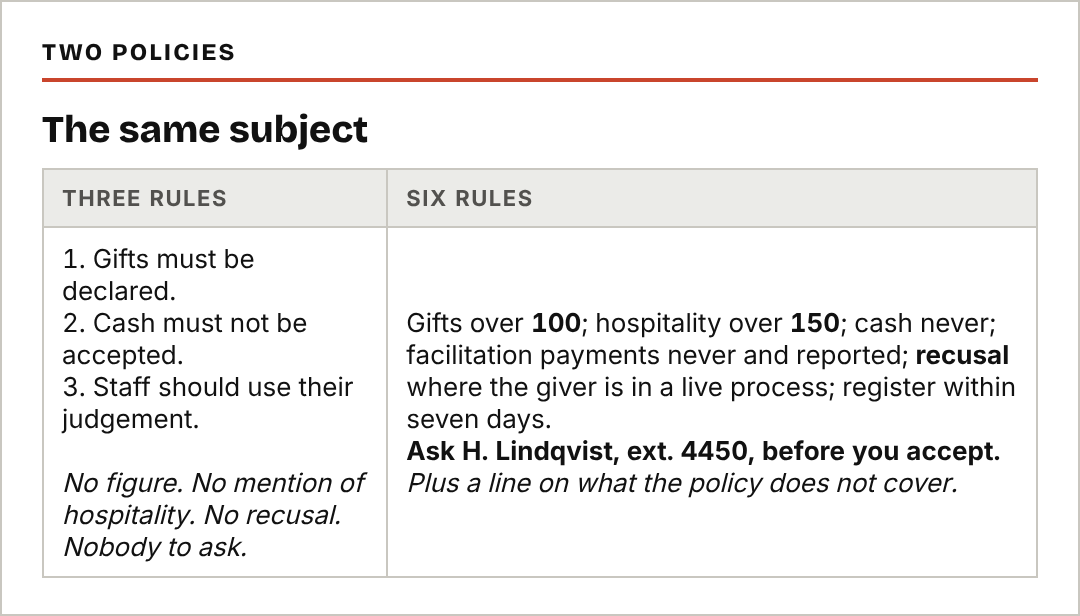 TWO POLICIES
The same subject
THREE RULES
SIX RULES
1. Gifts must be
declared.
2. Cash must not be
accepted.
3. Staff should use their
judgement.
No figure. No mention of
hospitality. No recusal.
Nobody to ask.
Gifts over 100; hospitality over 150; cash never;
facilitation payments never and reported; recusal
where the giver is in a live process; register within
seven days.
Ask H. Lindqvist, ext. 4450, before you accept.
Plus a line on what the policy does not cover.